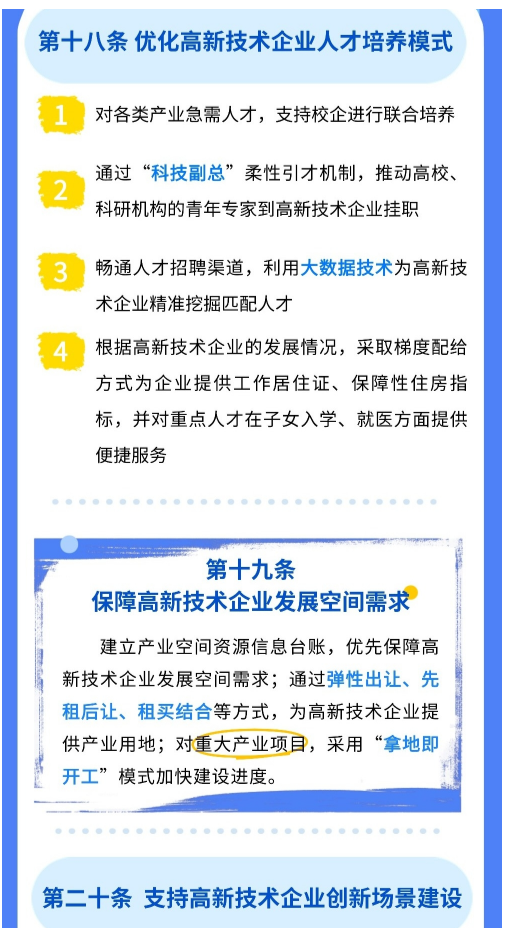 第十八条 优化高新技术企业人才培养模式
1 对各类产业急需人才，支持校企进行联合培养
2 通过“科技副总”柔性引才机制，推动高校、
科研机构的青年专家到高新技术企业挂职
3 畅通人才招聘渠道，利用大数据技术为高新技
术企业精准挖掘匹配人才
4 根据高新技术企业的发展情况，采取梯度配给
方式为企业提供工作居住证、保障性住房指
标，并对重点人才在子女入学、就医方面提供
便捷服务
第十九条
保障高新技术企业发展空间需求
建立产业空间资源信息台账，优先保障高
新技术企业发展空间需求；通过弹性出让、先
租后让、租买结合等方式，为高新技术企业提
供产业用地；对重大产业项目，采用“拿地即
开工”模式加快建设进度。
第二十条 支持高新技术企业创新场景建设